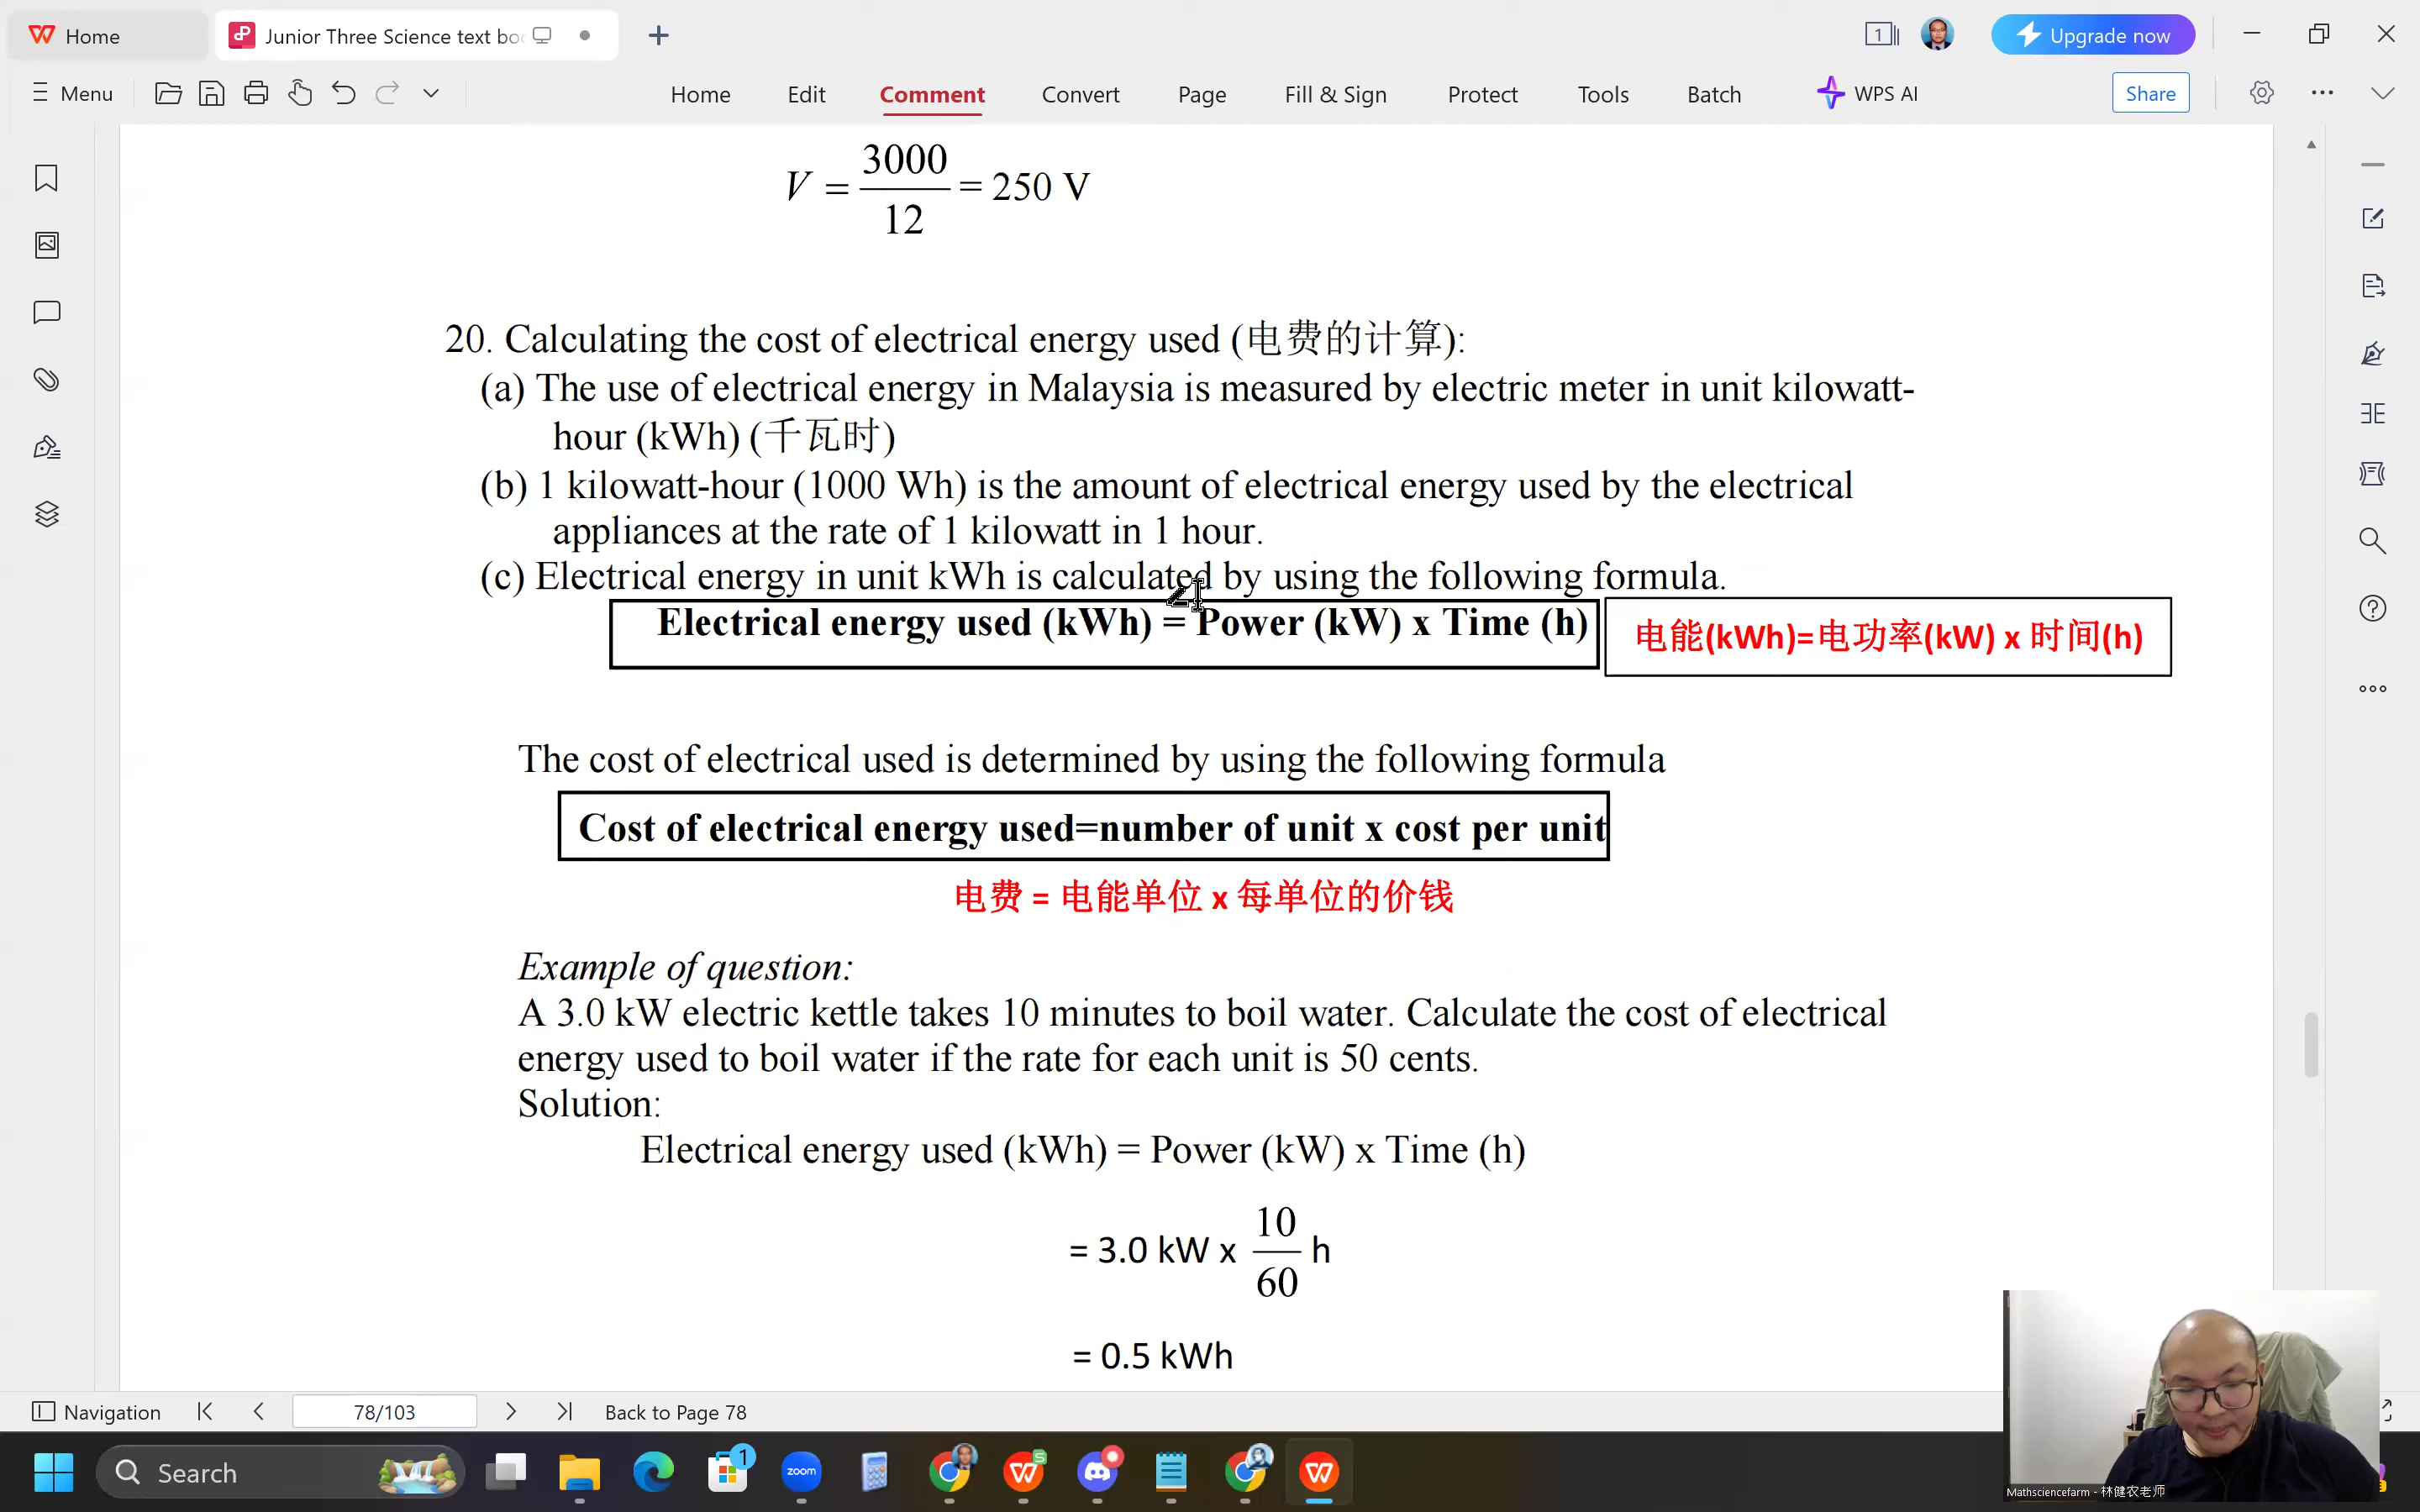 Home
Junior Three Science text boo
1
Upgrade now
Menu
Home Edit Comment Convert Page Fill & Sign Protect Tools Batch WPS AI
Share
V = 3000/12 = 250 V
20. Calculating the cost of electrical energy used (电费的计算):
(a) The use of electrical energy in Malaysia is measured by electric meter in unit kilowatt-
hour (kWh) (千瓦时)
(b) 1 kilowatt-hour (1000 Wh) is the amount of electrical energy used by the electrical
appliances at the rate of 1 kilowatt in 1 hour.
(c) Electrical energy in unit kWh is calculated by using the following formula.
Electrical energy used (kWh) = Power (kW) x Time (h)
电能(kWh)=电功率(kW) x 时间(h)
The cost of electrical used is determined by using the following formula
Cost of electrical energy used=number of unit x cost per unit
电费 = 电能单位 x 每单位的价钱
Example of question:
A 3.0 kW electric kettle takes 10 minutes to boil water. Calculate the cost of electrical
energy used to boil water if the rate for each unit is 50 cents.
Solution:
Electrical energy used (kWh) = Power (kW) x Time (h)
= 3.0 kW x 10/60 h
= 0.5 kWh
Navigation
78/103
Back to Page 78
Search
1
zoom
Mathsciencefarm - 林健农老师